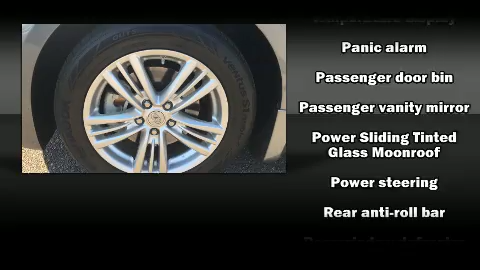 Panic alarm
Passenger door bin
Passenger vanity mirror
Power Sliding Tinted
Glass Moonroof
Power steering
Rear anti-roll bar